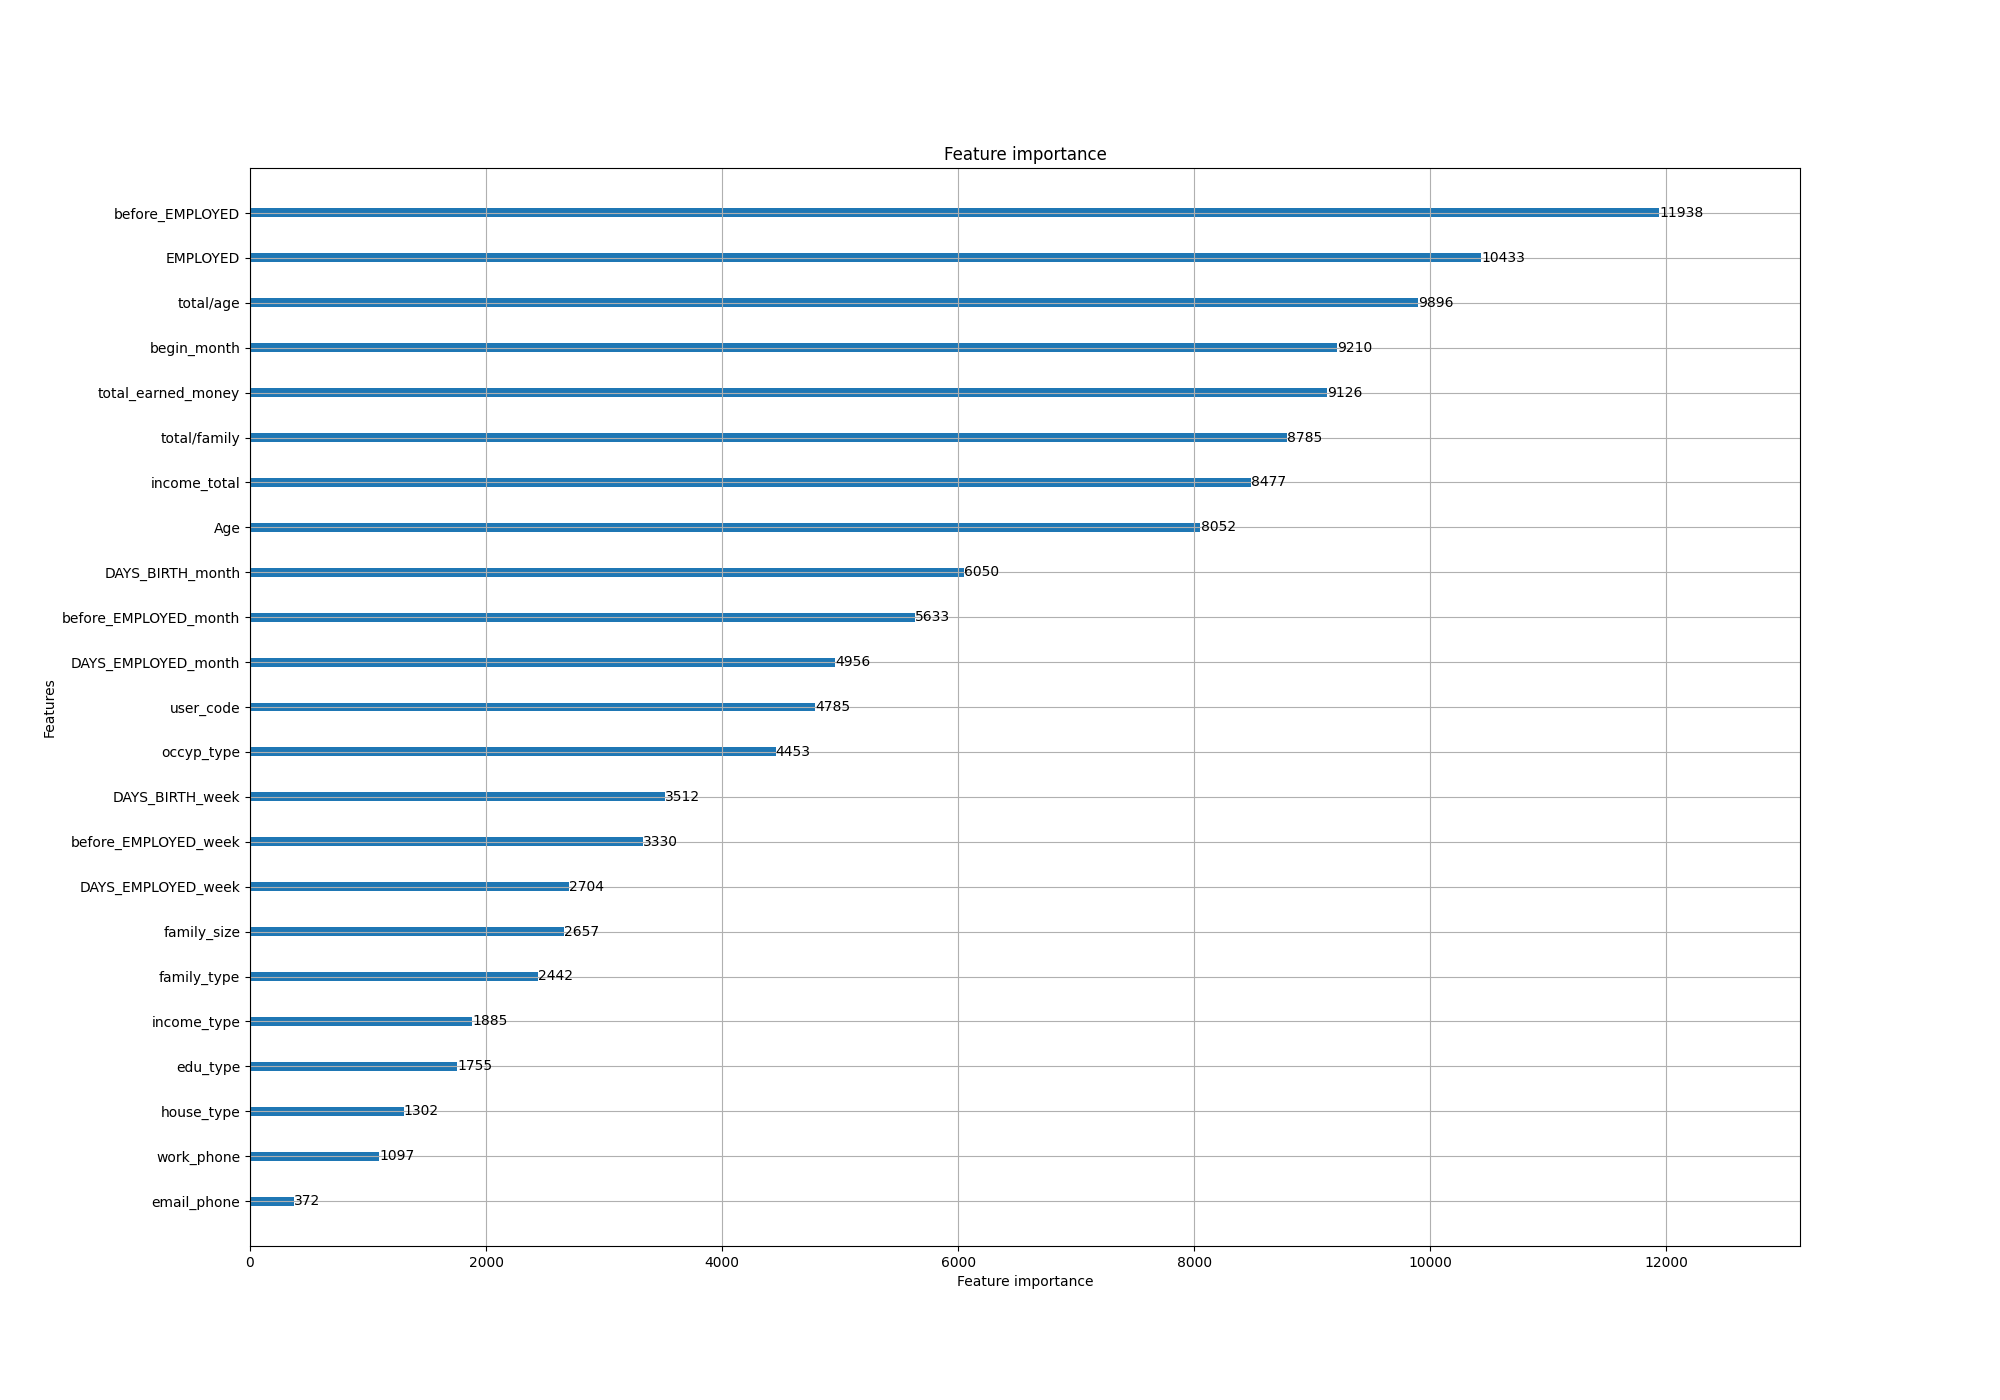 Feature importance
before_EMPLOYED 11938
EMPLOYED 10433
total/age 9896
begin_month 9210
total_earned_money 9126
total/family 8785
income_total 8477
Age 8052
DAYS_BIRTH_month 6050
before_EMPLOYED_month 5633
DAYS_EMPLOYED_month 4956
user_code 4785
occyp_type 4453
DAYS_BIRTH_week 3512
before_EMPLOYED_week 3330
DAYS_EMPLOYED_week 2704
family_size 2657
family_type 2442
income_type 1885
edu_type 1755
house_type 1302
work_phone 1097
email_phone 372
Features
0 2000 4000 6000 8000 10000 12000
Feature importance